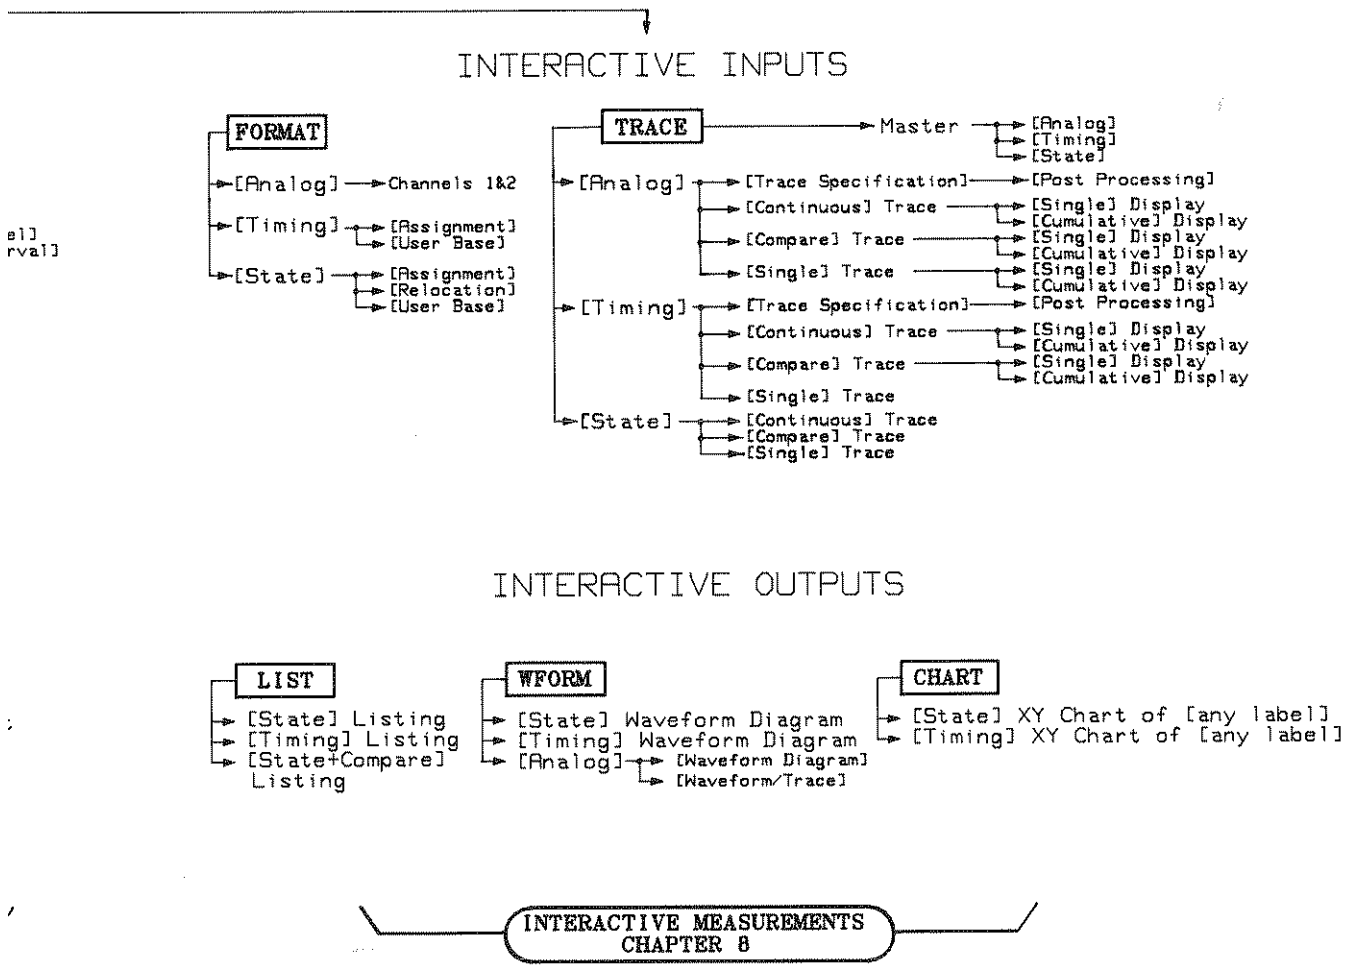 INTERACTIVE INPUTS
FORMAT
[Analog] Channels 1&2
[Timing] [Assignment]
[User Base]
[State] [Assignment]
[Relocation]
[User Base]
el]
rval]
TRACE Master [Analog]
[Timing]
[State]
[Analog] [Trace Specification] [Post Processing]
[Continuous] Trace [Single] Display
[Cumulative] Display
[Compare] Trace [Single] Display
[Cumulative] Display
[Single] Trace [Single] Display
[Cumulative] Display
[Timing] [Trace Specification] [Post Processing]
[Continuous] Trace [Single] Display
[Cumulative] Display
[Compare] Trace [Single] Display
[Cumulative] Display
[Single] Trace
[State] [Continuous] Trace
[Compare] Trace
[Single] Trace
INTERACTIVE OUTPUTS
LIST
[State] Listing
[Timing] Listing
[State+Compare]
Listing
WFORM
[State] Waveform Diagram
[Timing] Waveform Diagram
[Analog] [Waveform Diagram]
[Waveform/Trace]
CHART
[State] XY Chart of [any label]
[Timing] XY Chart of [any label]
INTERACTIVE MEASUREMENTS
CHAPTER 8